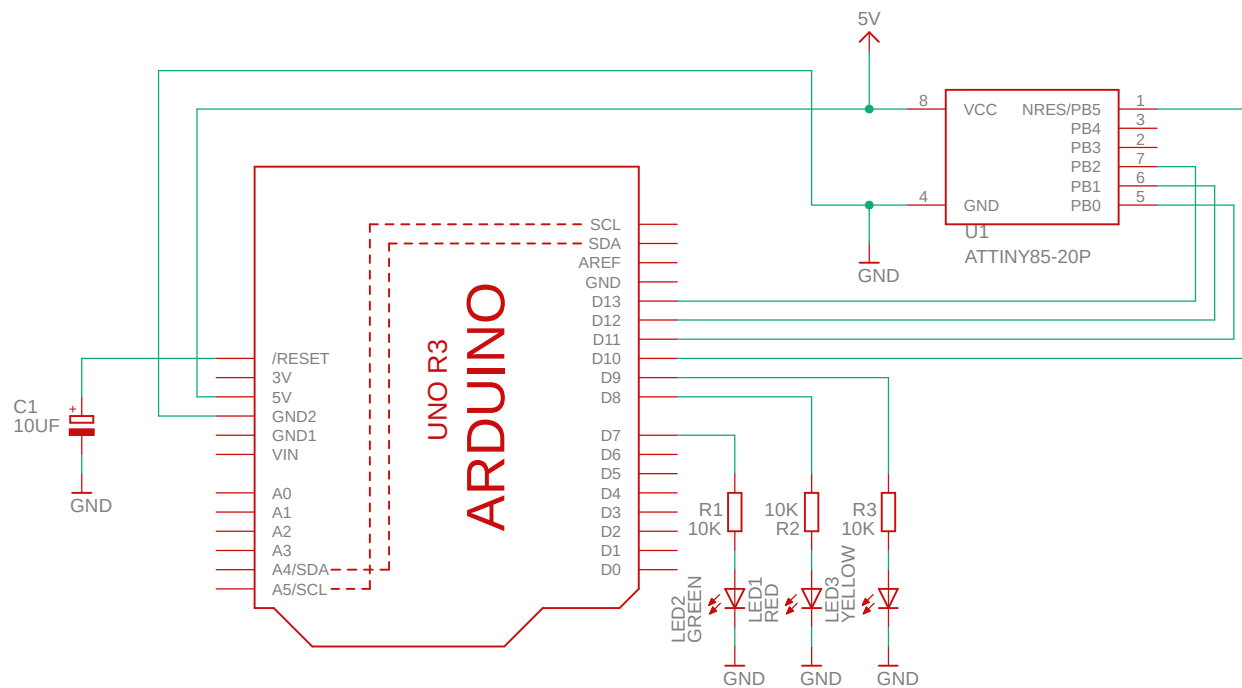 5V
8
VCC
NRES/PB5
1
PB4
3
PB3
2
PB2
7
PB1
6
4
GND
PB0
5
U1
ATTINY85-20P
GND
SCL
SDA
AREF
GND
D13
D12
D11
D10
D9
D8
D7
D6
D5
D4
D3
D2
D1
D0
UNO R3
ARDUINO
/RESET
3V
5V
GND2
GND1
VIN
A0
A1
A2
A3
A4/SDA
A5/SCL
C1
+
10UF
GND
R1
10K
10K
R2
R3
10K
LED2
GREEN
LED1
RED
LED3
YELLOW
GND
GND
GND